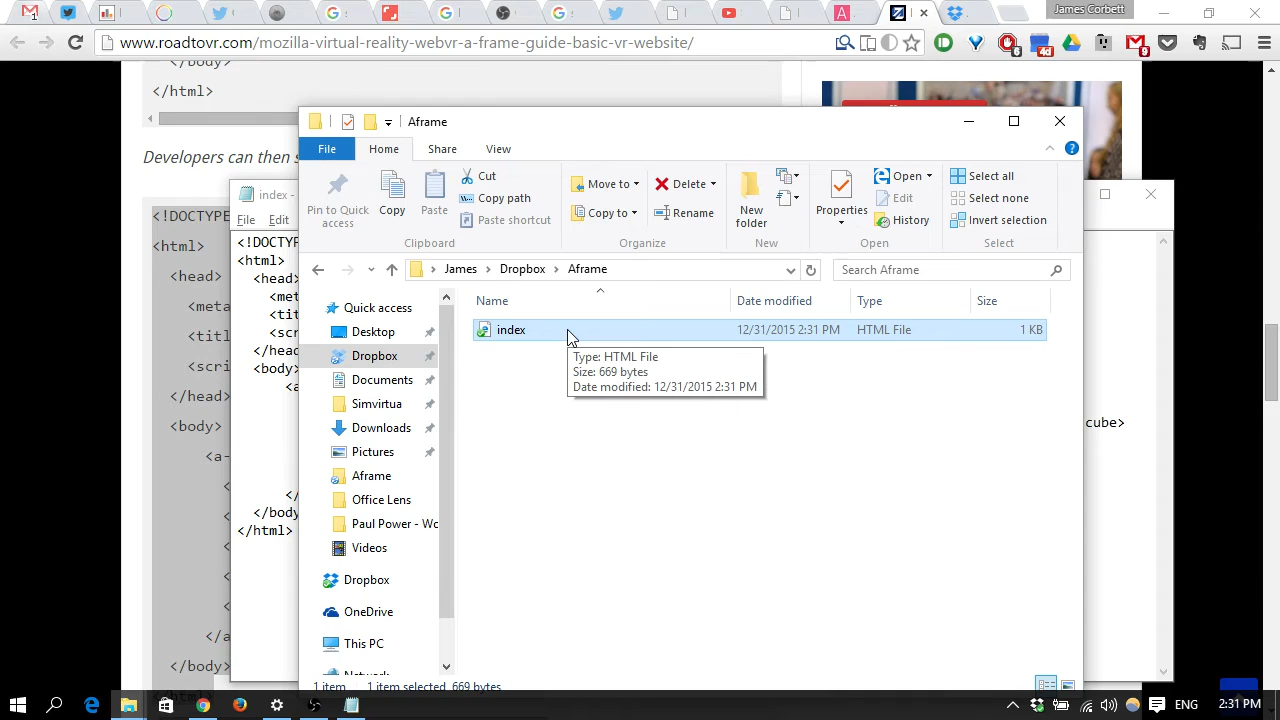 James Corbett
www.roadtovr.com/mozilla-virtual-reality-webvr-a-frame-guide-basic-vr-website/
6
4d
9
</body>
</html>
Developers can then s
<!DOCTYPE
<html>
<head>
<meta
<title
<scri
</head>
<body>
<a-
</a
</body>
</html>
index -
File Edit
<!DOCTYP
<html>
<head>
<met
<tit
<scr
</head>
<body>
<a
cube>
</
</body
</html>
Aframe
File Home Share View
Pin to Quick access
Copy
Paste
Cut
Copy path
Paste shortcut
Clipboard
Move to
Copy to
Delete
Rename
Organize
New folder
New
Properties
Open
Edit
History
Open
Select all
Select none
Invert selection
Select
James Dropbox Aframe
Search Aframe
Name Date modified Type Size
index 12/31/2015 2:31 PM HTML File 1 KB
Type: HTML File
Size: 669 bytes
Date modified: 12/31/2015 2:31 PM
Quick access
Desktop
Dropbox
Documents
Simvirtua
Downloads
Pictures
Aframe
Office Lens
Paul Power - Wo
Videos
Dropbox
OneDrive
This PC
Network
1 item 1 item selected 669 bytes
ENG 2:31 PM